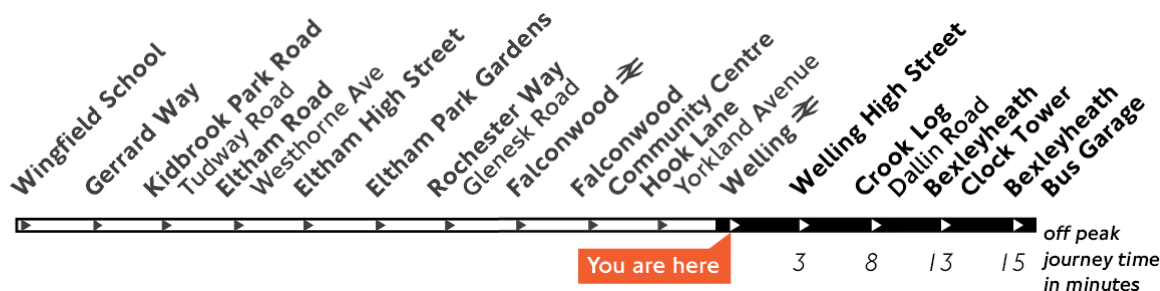 Wingfield School
Gerrard Way
Kidbrook Park Road
Tudway Road
Eltham Road
Westhorne Ave
Eltham High Street
Eltham Park Gardens
Rochester Way
Glenesk Road
Falconwood
Falconwood
Community Centre
Hook Lane
Yorkland Avenue
Welling
Welling High Street
Crook Log
Dallin Road
Bexleyheath
Clock Tower
Bexleyheath
Bus Garage
You are here
3 8 13 15
off peak
journey time
in minutes